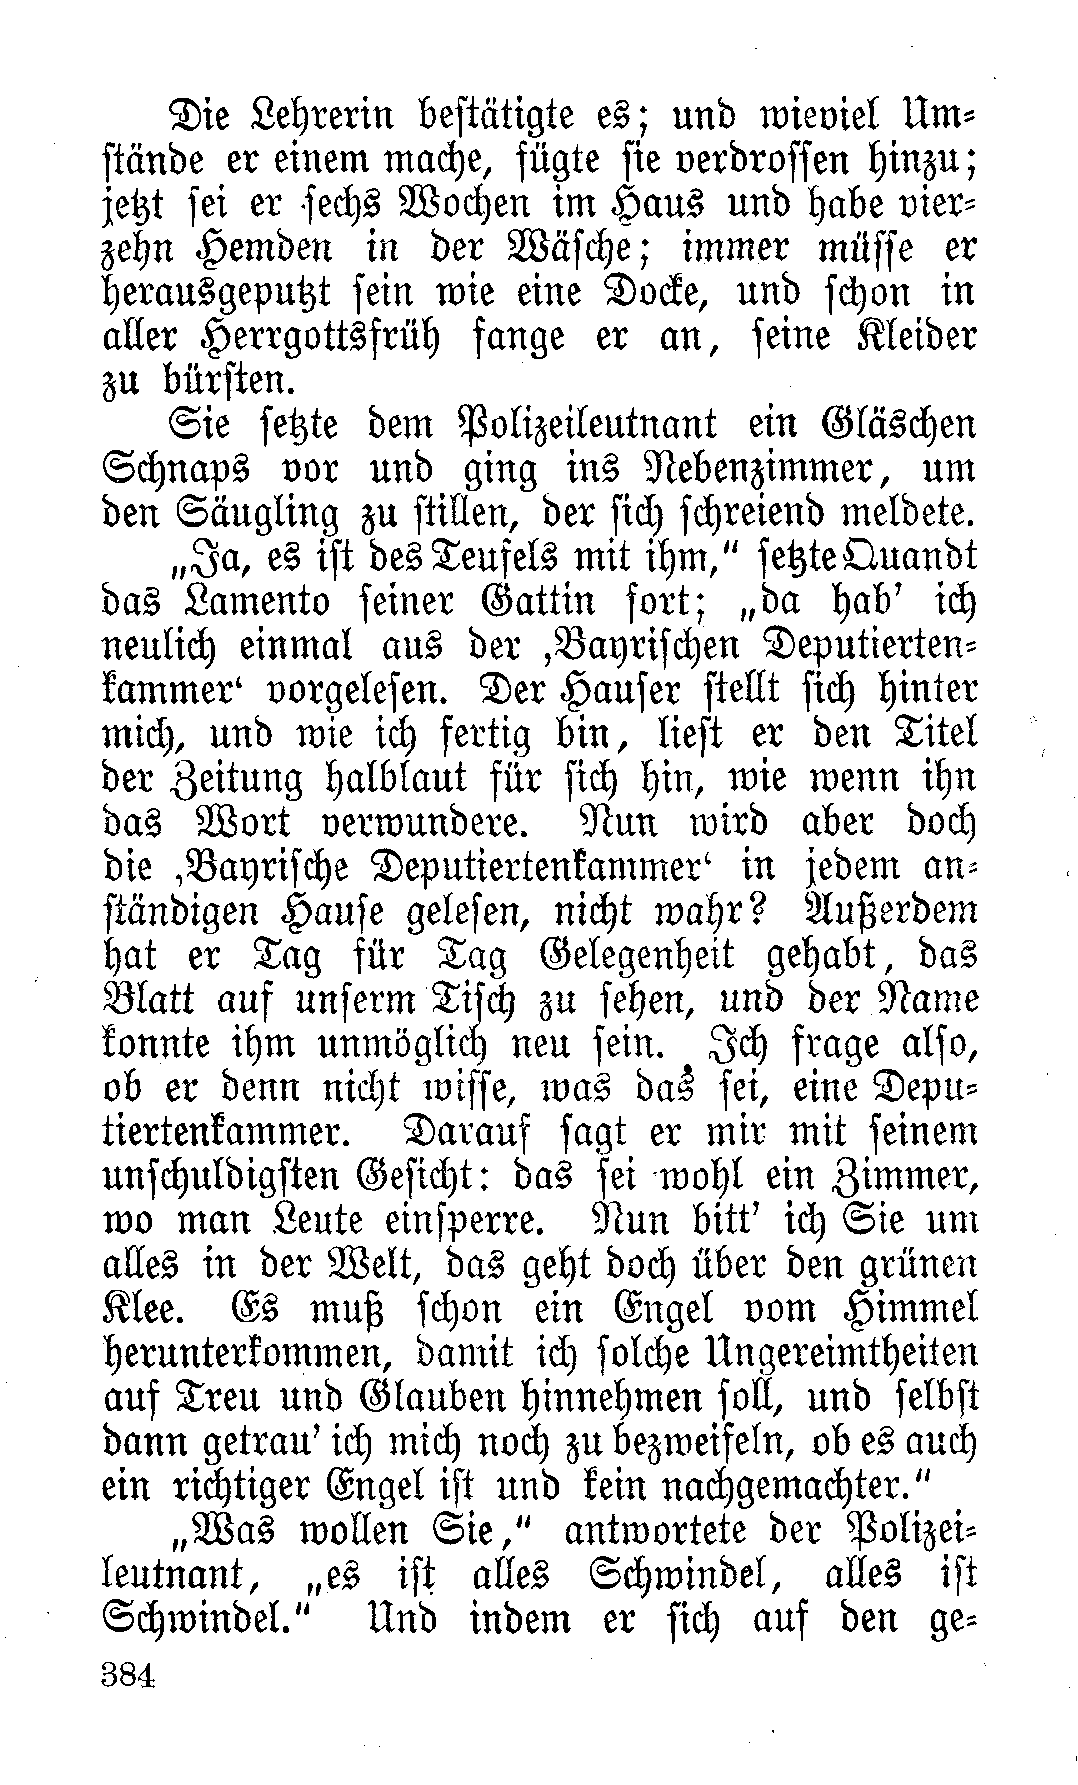 Die Lehrerin bestätigte es; und wieviel Um-
stände er einem mache, fügte sie verdrossen hinzu;
jetzt sei er sechs Wochen im Haus und habe vier-
zehn Hemden in der Wäsche; immer müsse er
herausgeputzt sein wie eine Docke, und schon in
aller Herrgottsfrüh fange er an, seine Kleider
zu bürsten.
Sie setzte dem Polizeileutnant ein Gläschen
Schnaps vor und ging ins Nebenzimmer, um
den Säugling zu stillen, der sich schreiend meldete.
„Ja, es ist des Teufels mit ihm,“ setzte Quandt
das Lamento seiner Gattin fort; „da hab’ ich
neulich einmal aus der ‚Bayrischen Deputierten-
kammer‘ vorgelesen. Der Hauser stellt sich hinter
mich, und wie ich fertig bin, liest er den Titel
der Zeitung halblaut für sich hin, wie wenn ihn
das Wort verwundere. Nun wird aber doch
die ‚Bayrische Deputiertenkammer‘ in jedem an-
ständigen Hause gelesen, nicht wahr? Außerdem
hat er Tag für Tag Gelegenheit gehabt, das
Blatt auf unserm Tisch zu sehen, und der Name
konnte ihm unmöglich neu sein. Ich frage also,
ob er denn nicht wisse, was das sei, eine Depu-
tiertenkammer. Darauf sagt er mir mit seinem
unschuldigsten Gesicht: das sei wohl ein Zimmer,
wo man Leute einsperre. Nun bitt’ ich Sie um
alles in der Welt, das geht doch über den grünen
Klee. Es muß schon ein Engel vom Himmel
herunterkommen, damit ich solche Ungereimtheiten
auf Treu und Glauben hinnehmen soll, und selbst
dann getrau’ ich mich noch zu bezweifeln, ob es auch
ein richtiger Engel ist und kein nachgemachter.“
„Was wollen Sie,“ antwortete der Polizei-
leutnant, „es ist alles Schwindel, alles ist
Schwindel.“ Und indem er sich auf den ge-
384